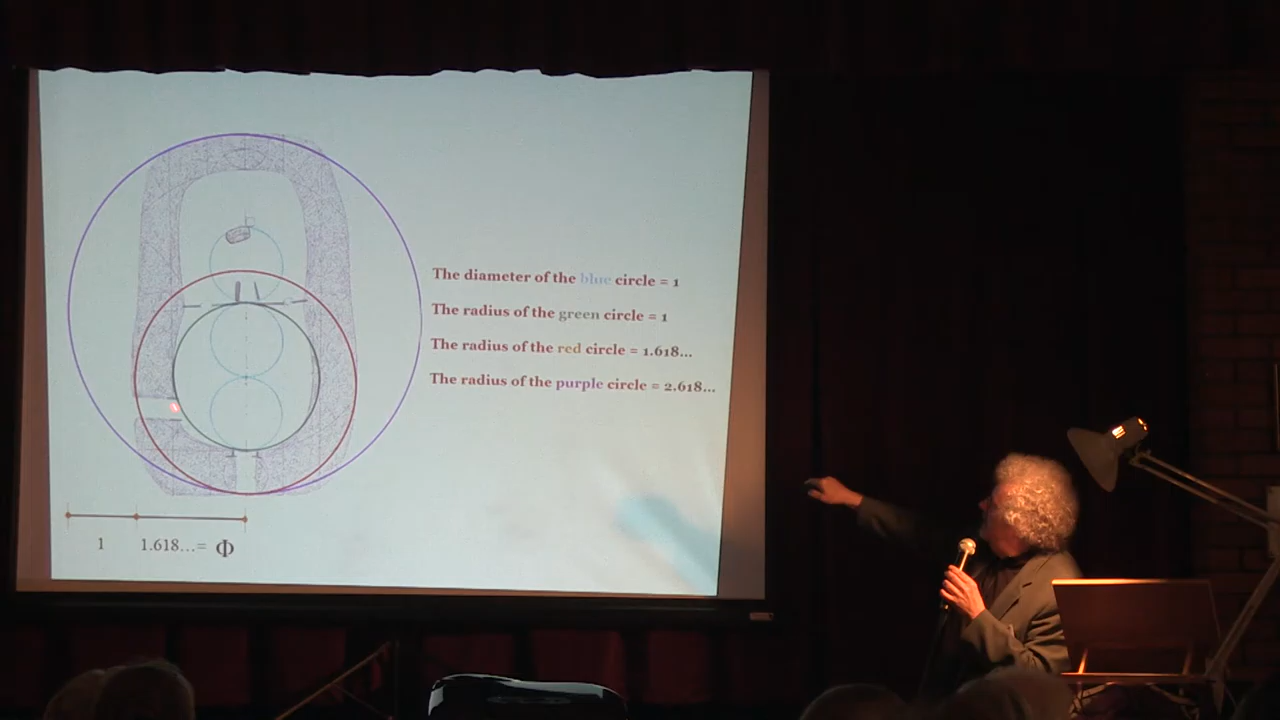 The diameter of the blue circle = 1
The radius of the green circle = 1
The radius of the red circle = 1.618...
The radius of the purple circle = 2.618...
1 1.618...= Φ